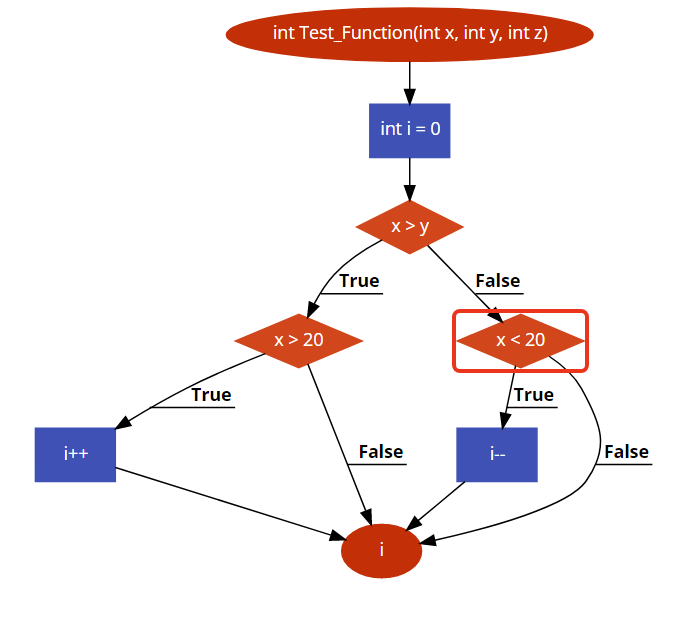 int Test_Function(int x, int y, int z)
int i = 0
x > y
True
False
x > 20
x < 20
True
True
i++
False
i--
False
i